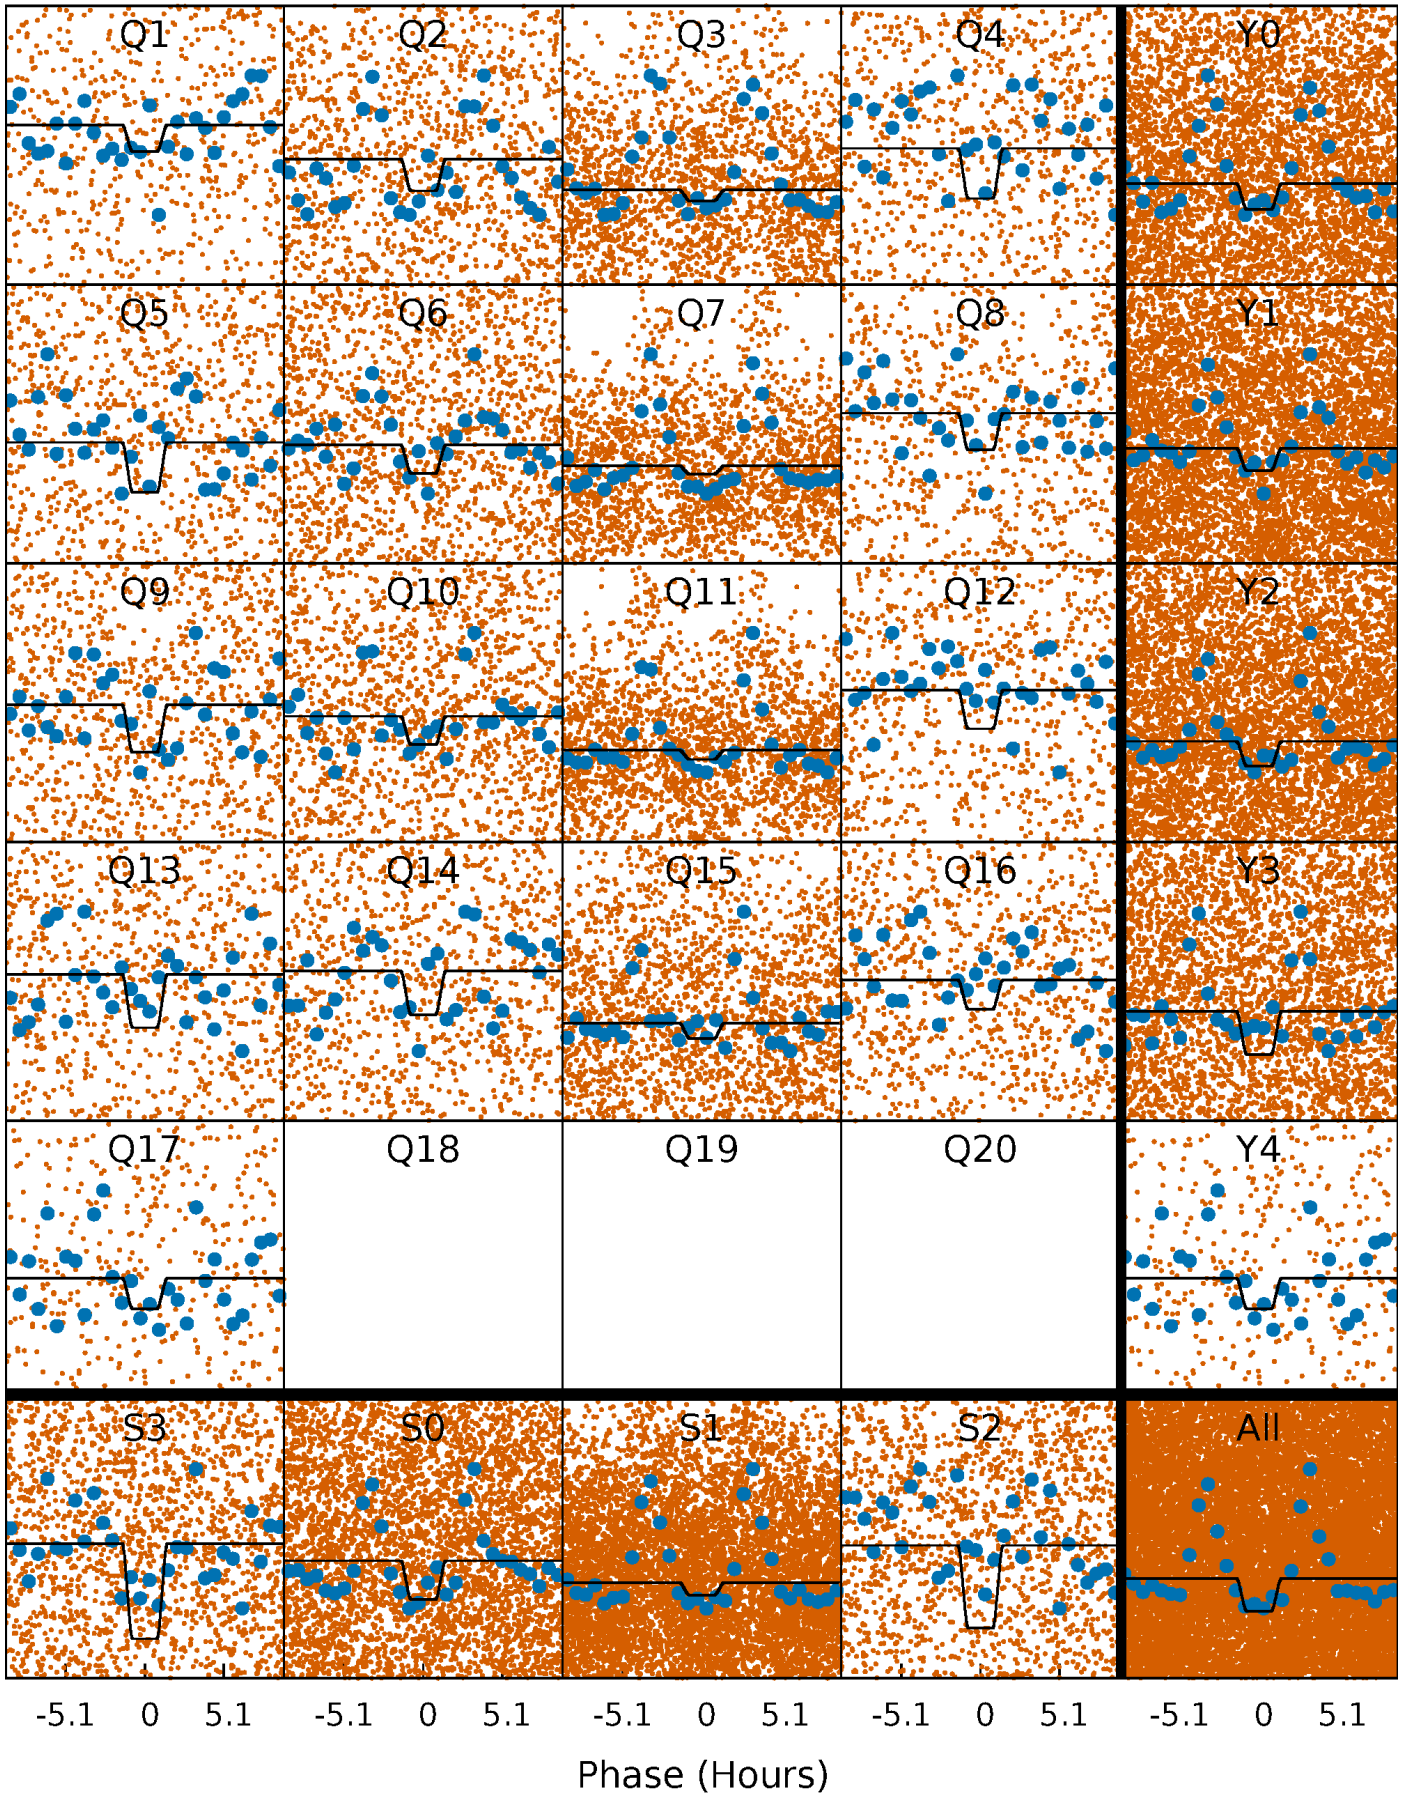 Q1 Q2 Q3 Q4 Y0
Q5 Q6 Q7 Q8 Y1
Q9 Q10 Q11 Q12 Y2
Q13 Q14 Q15 Q16 Y3
Q17 Q18 Q19 Q20 Y4
S3 S0 S1 S2 All
-5.1 0 5.1 -5.1 0 5.1 -5.1 0 5.1 -5.1 0 5.1 -5.1 0 5.1
Phase (Hours)